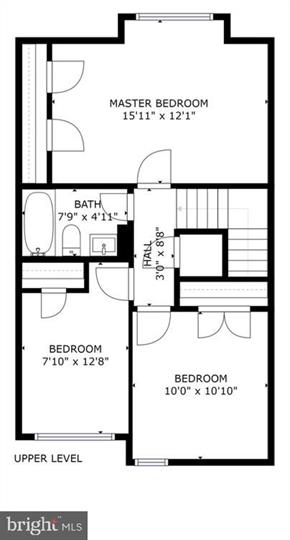 MASTER BEDROOM
15'11" x 12'1"
BATH
7'9" x 4'11"
HALL
3'0" x 8'8"
BEDROOM
7'10" x 12'8"
BEDROOM
10'0" x 10'10"
UPPER LEVEL
bright MLS